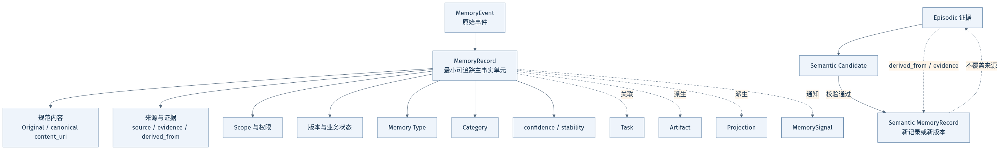 MemoryEvent
原始事件
Episodic 证据
MemoryRecord
最小可追踪主事实单元
Semantic Candidate
derived_from / evidence
不覆盖来源
关联
派生
派生
通知
校验通过
规范内容
Original / canonical
content_uri
来源与证据
source / evidence /
derived_from
Scope 与权限
版本与业务状态
Memory Type
Category
confidence / stability
Task
Artifact
Projection
MemorySignal
Semantic MemoryRecord
新记录或新版本